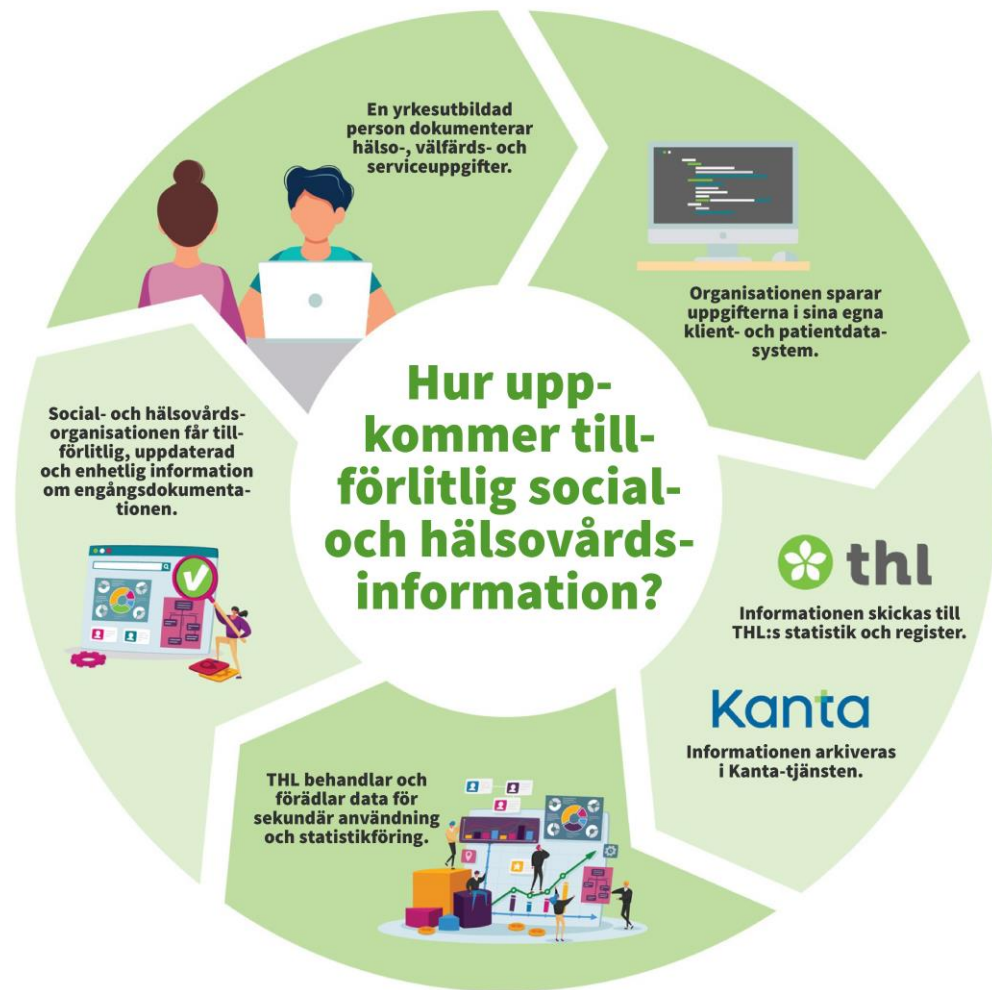 En yrkesutbildad
person dokumenterar
hälso-, välfärds- och
serviceuppgifter.
Organisationen sparar
uppgifterna i sina egna
klient- och patientdata-
system.
Hur upp-
kommer till-
förlitlig social-
och hälsovårds-
information?
thl
Informationen skickas till
THL:s statistik och register.
Kanta
Informationen arkiveras
i Kanta-tjänsten.
THL behandlar och
förädlar data för
sekundär användning
och statistikföring.
Social- och hälsovårds-
organisationen får till-
förlitlig, uppdaterad
och enhetlig information
om engångsdokumenta-
tionen.